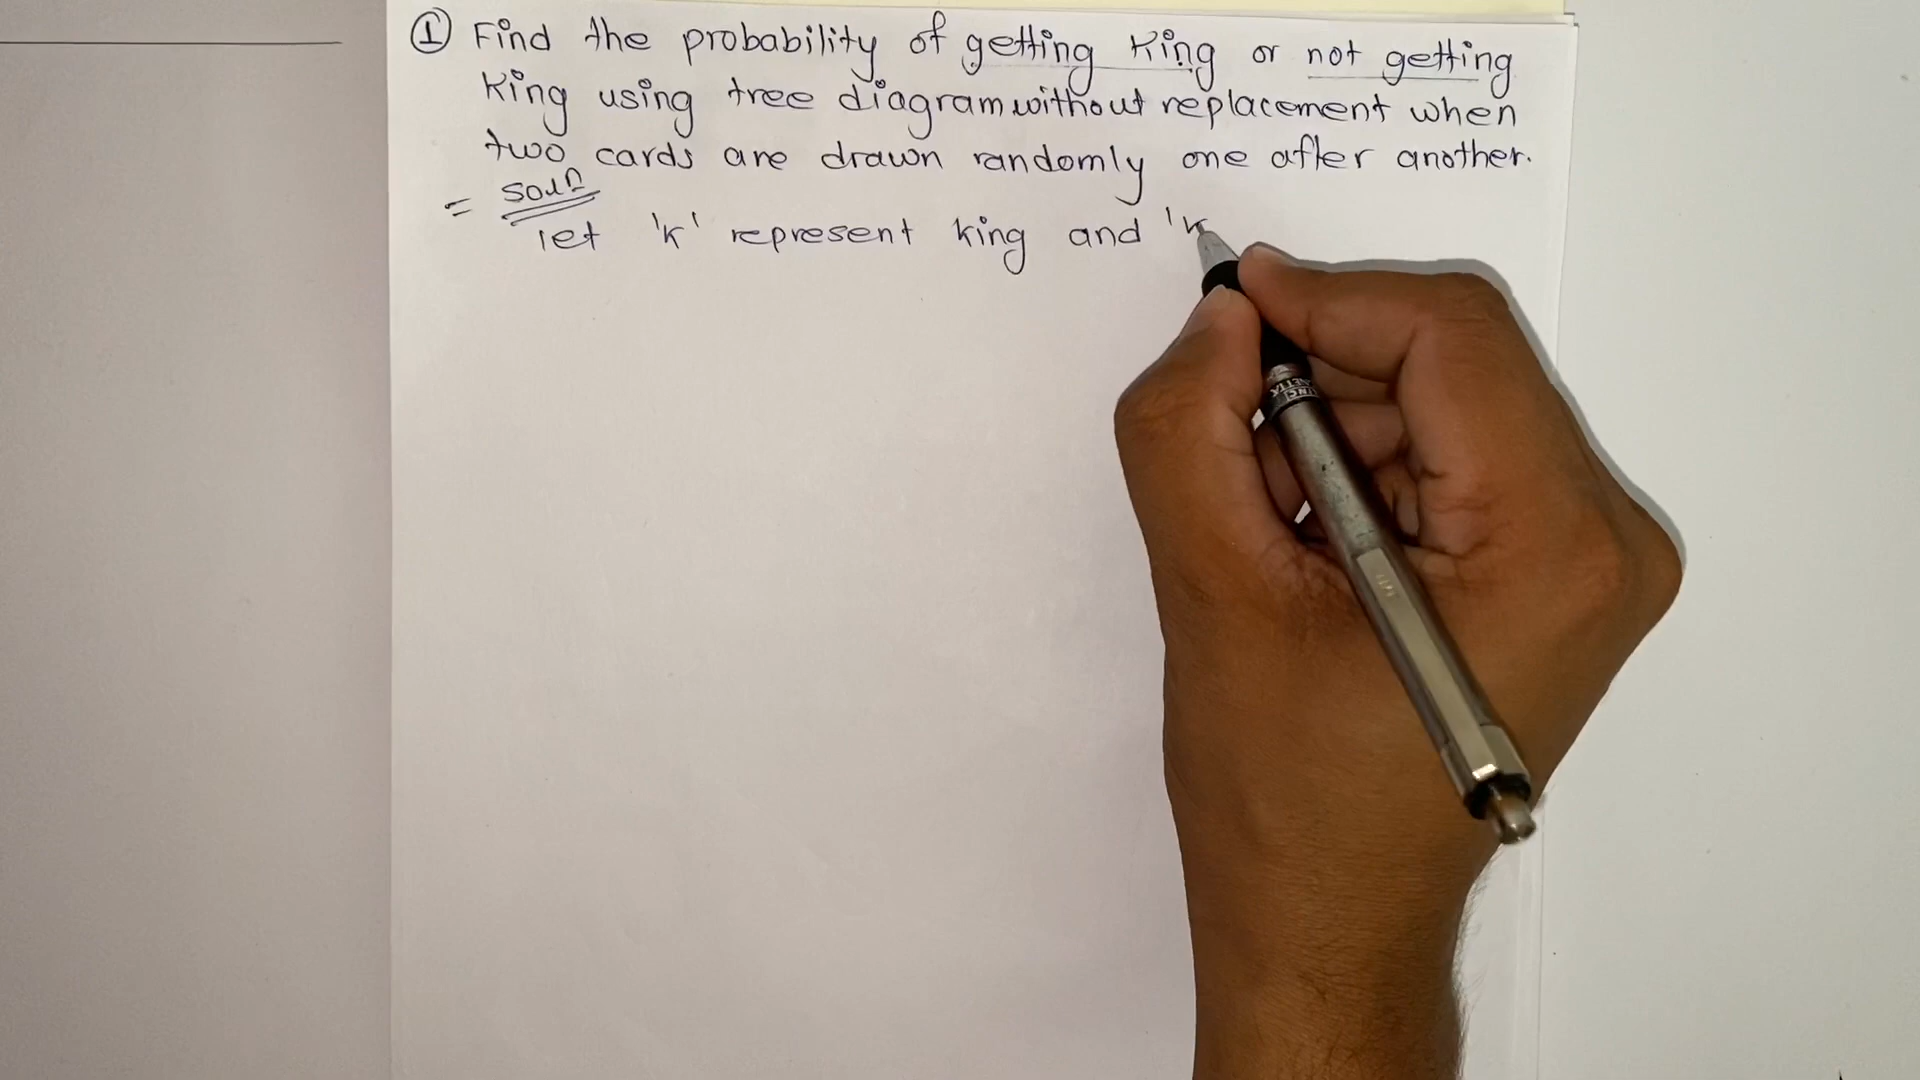 ① Find the probability of getting King or not getting
King using tree diagram without replacement when
two cards are drawn randomly one after another.
= Solⁿ
let 'K' represent king and 'K